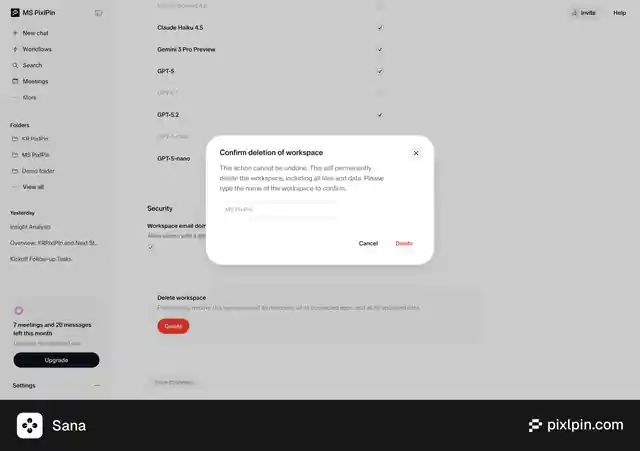 MS PixlPin
New chat
Workflows
Search
Meetings
More
Folders
KR PixlPin
MS PixlPin
Demo folder
View all
Yesterday
Insight Analysis
Overview: KRPixlPin and Next St...
Kickoff Follow-up Tasks
7 meetings and 20 messages
left this month
Upgrade
Settings
Invite
Help
Claude Haiku 4.5
Gemini 3 Pro Preview
GPT-5
GPT-5.2
GPT-5-nano
Security
Workspace email dom
Confirm deletion of workspace
This action cannot be undone. This will permanently
delete the workspace, including all files and data. Please
type the name of the workspace to confirm.
MS PixlPin
Cancel
Delete
Delete workspace
Delete
Sana
pixlpin.com